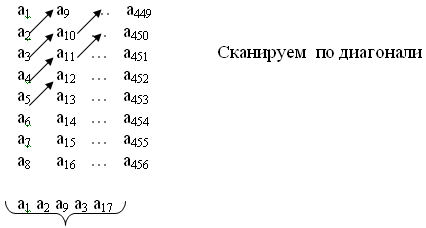 a₁ a₉ .. a₄₄₉
a₂ a₁₀ .. a₄₅₀
a₃ a₁₁ ... a₄₅₁
Сканируем по диагонали
a₄ a₁₂ ... a₄₅₂
a₅ a₁₃ ... a₄₅₃
a₆ a₁₄ ... a₄₅₄
a₇ a₁₅ ... a₄₅₅
a₈ a₁₆ ... a₄₅₆
a₁ a₂ a₉ a₃ a₁₇